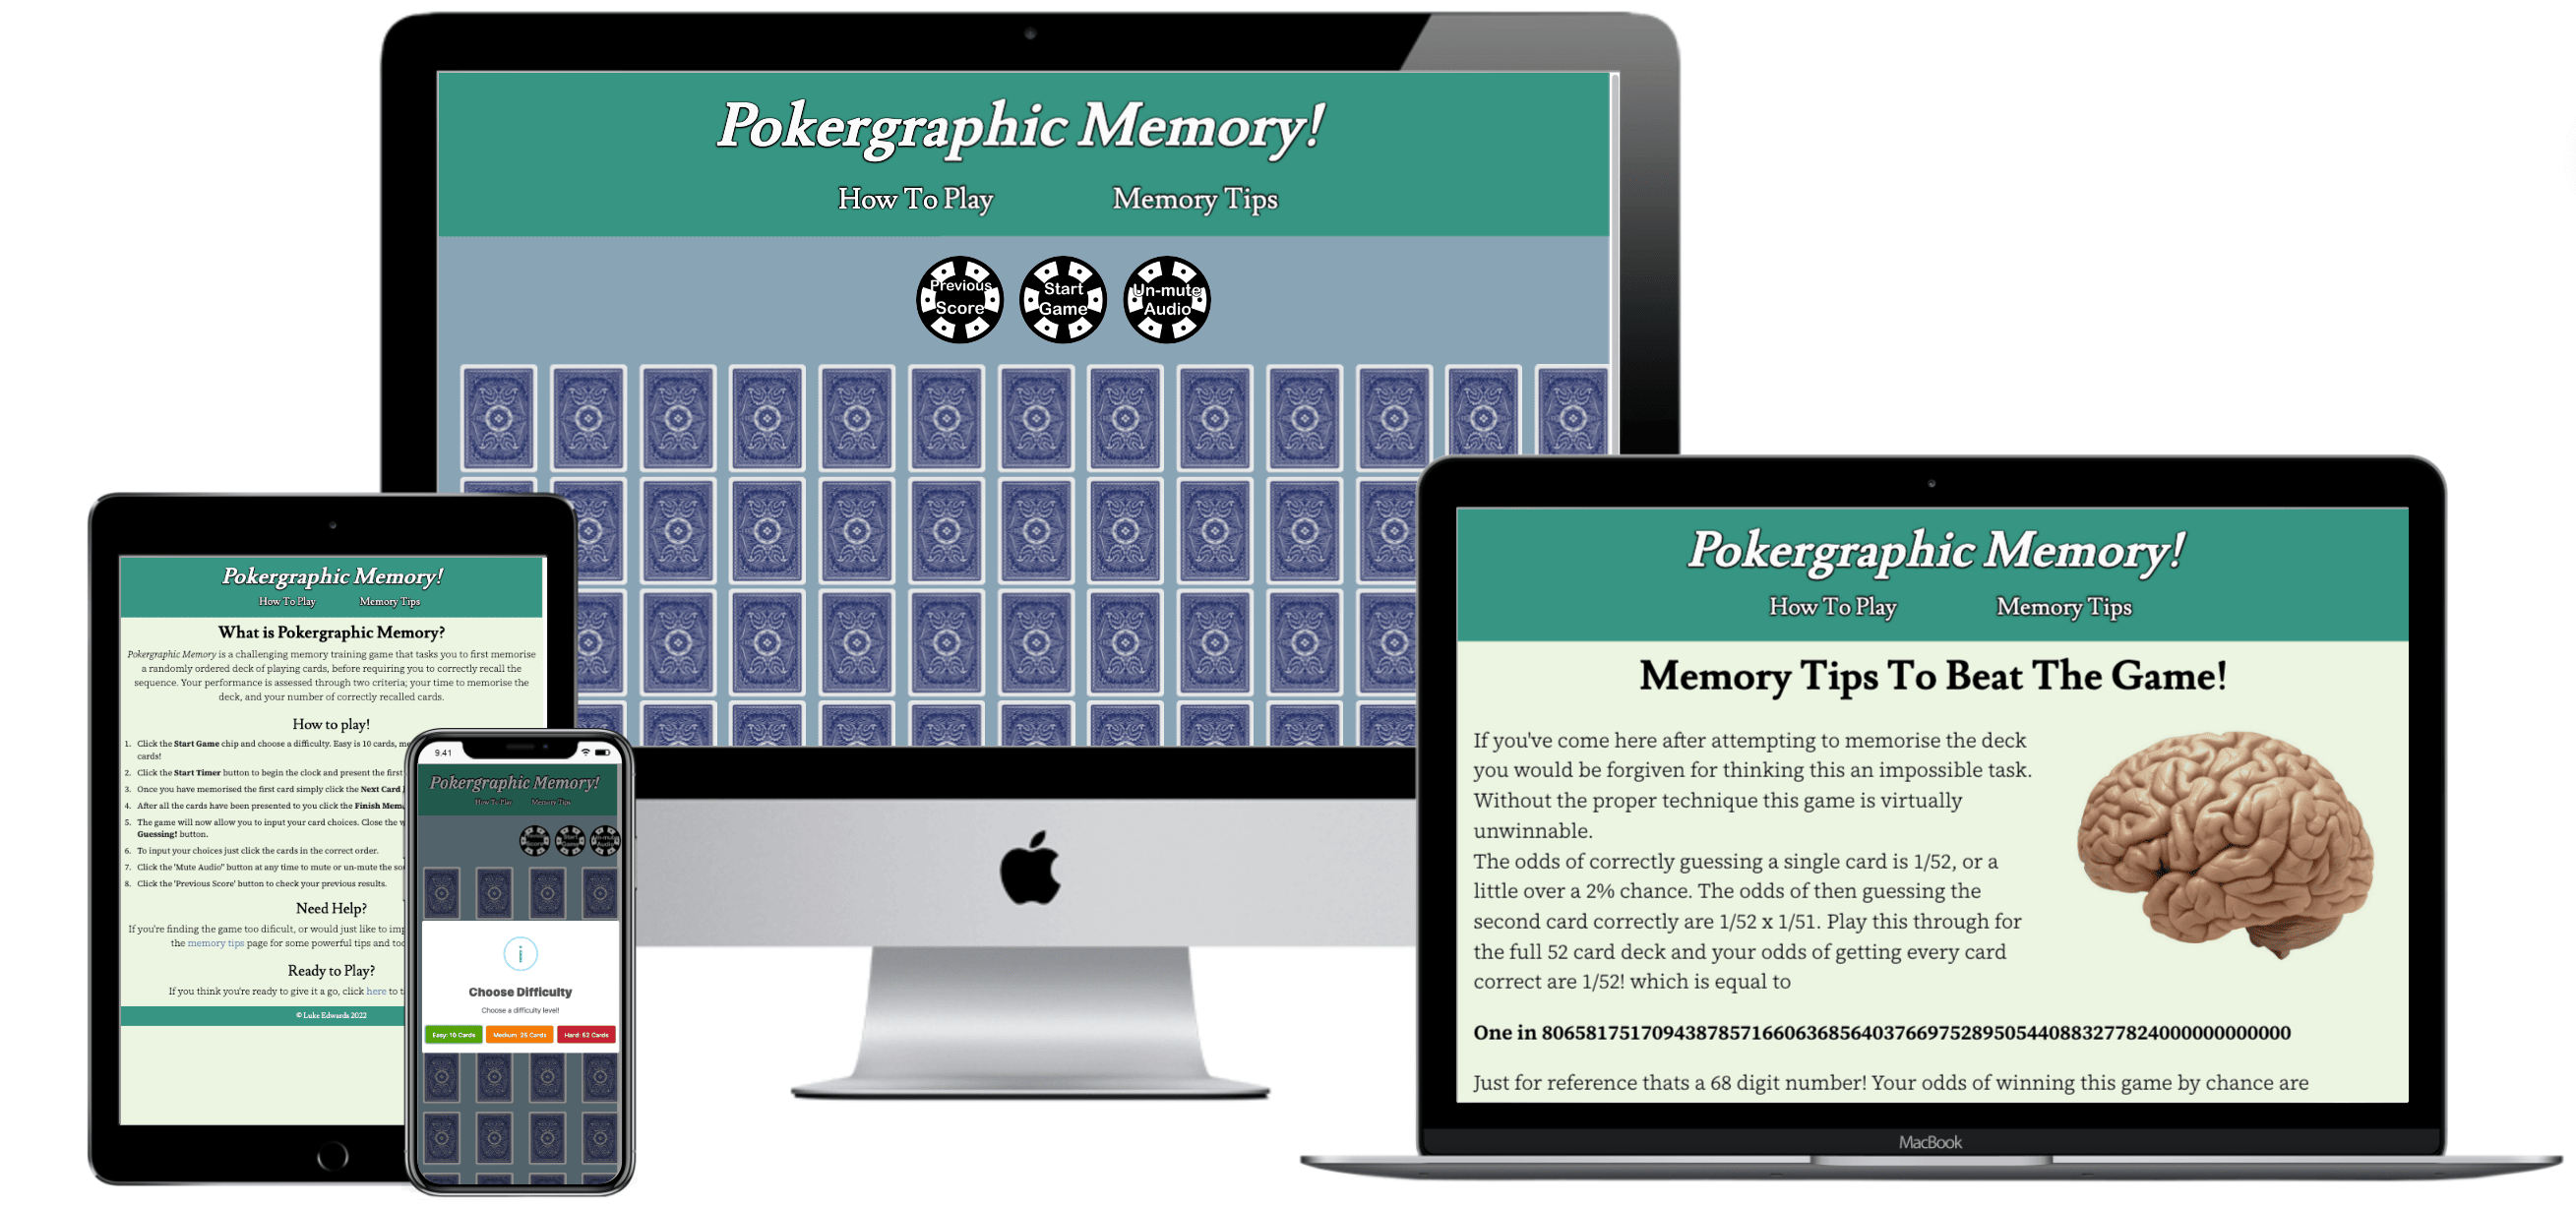 Pokergraphic Memory!
How To Play Memory Tips
Previous Score
Start Game
Un-mute Audio
Pokergraphic Memory!
How To Play Memory Tips
What is Pokergraphic Memory?
Pokergraphic Memory is a challenging memory training game that tasks you to first memorise
a randomly ordered deck of playing cards, before requiring you to correctly recall the
sequence. Your performance is assessed through two criteria; your time to memorise the
deck, and your number of correctly recalled cards.
How to play!
1. Click the Start Game chip and choose a difficulty. Easy is 10 cards,
cards!
2. Click the Start Timer button to begin the clock and present the first
3. Once you have memorised the first card simply click the Next Card
4. After all the cards have been presented to you click the Finish
5. The game will now allow you to input your card choices. Close the
Guessing! button.
6. To input your choices just click the cards in the correct order.
7. Click the 'Mute Audio" button at any time to mute or un-mute the
8. Click the 'Previous Score' button to check your previous results.
Need Help?
If you're finding the game too dificult, or would just like to
the memory tips page for some powerful tips and
Ready to Play?
If you think you're ready to give it a go, click here to
© Luke Edwards 2022
9.41
Pokergraphic Memory!
How To Play Memory Tips
Previous Score
Start Game
Un-mute Audio
i
Choose Difficulty
Choose a difficulty level!
Easy: 10 Cards Medium: 25 Cards Hard: 52 Cards
Pokergraphic Memory!
How To Play Memory Tips
Memory Tips To Beat The Game!
If you've come here after attempting to memorise the deck
you would be forgiven for thinking this an impossible task.
Without the proper technique this game is virtually
unwinnable.
The odds of correctly guessing a single card is 1/52, or a
little over a 2% chance. The odds of then guessing the
second card correctly are 1/52 x 1/51. Play this through for
the full 52 card deck and your odds of getting every card
correct are 1/52! which is equal to
One in 80658175170943878571660636856403766975289505440883277824000000000000
Just for reference thats a 68 digit number! Your odds of winning this game by chance are
MacBook